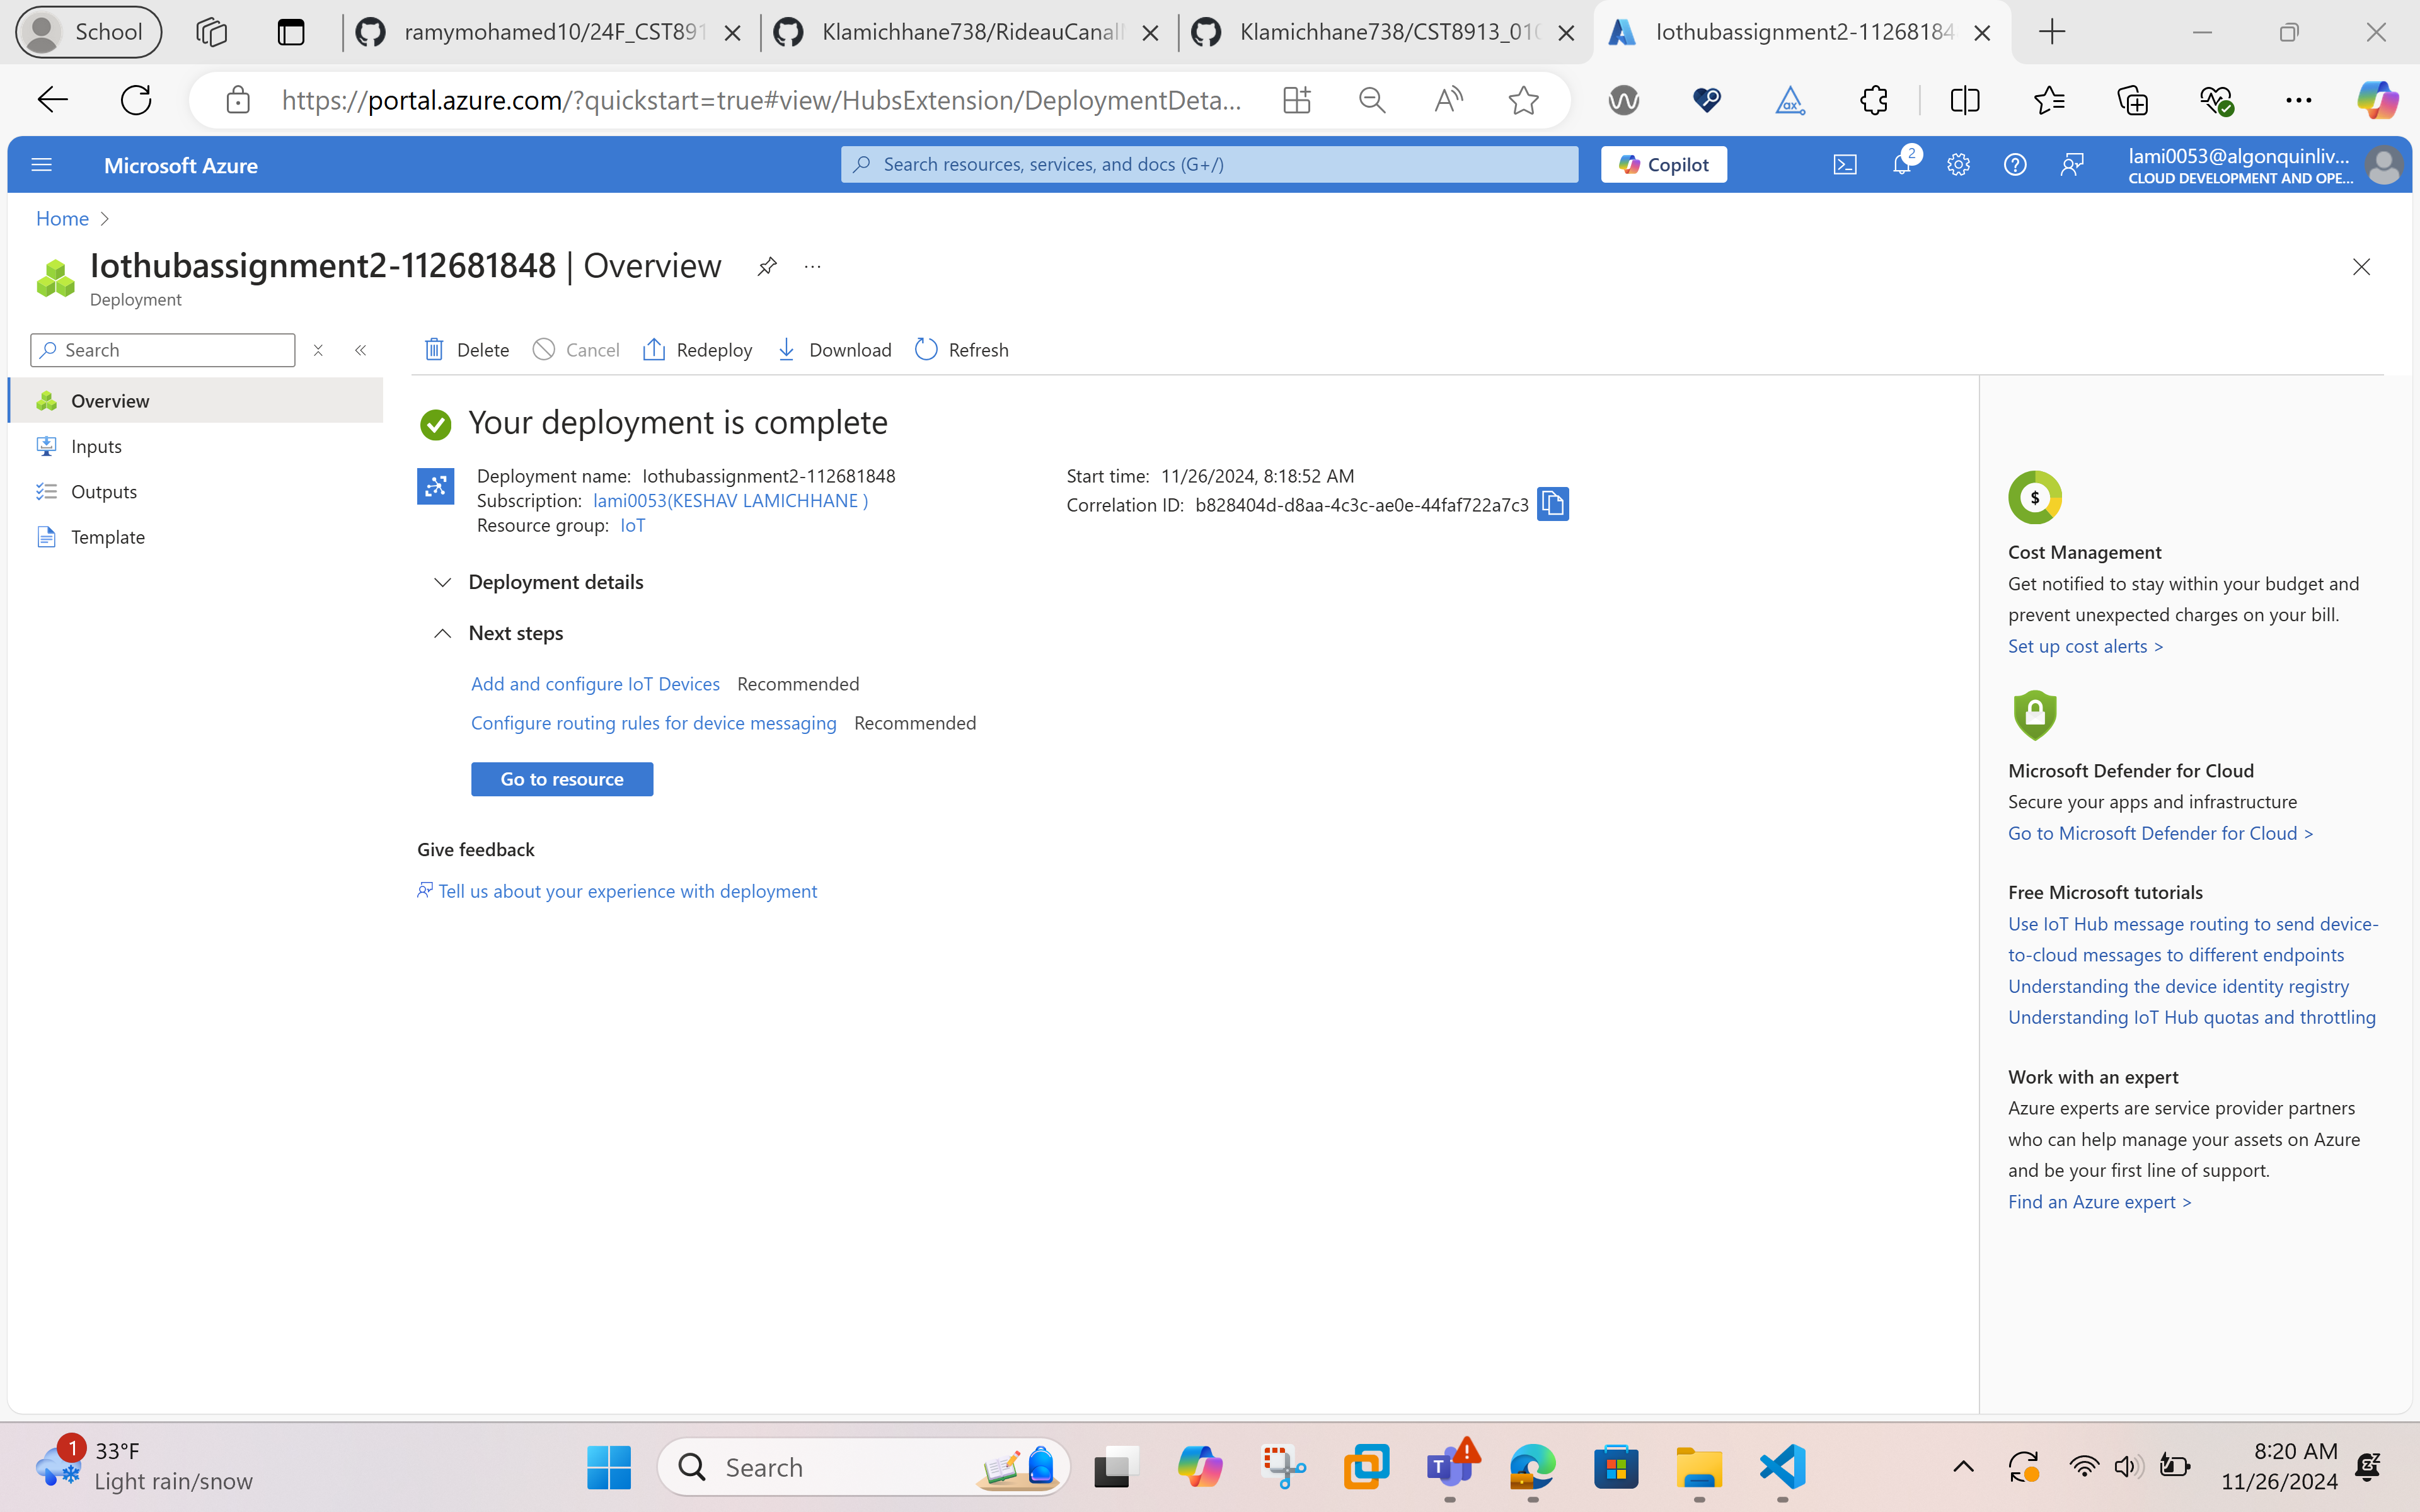 School
ramymohamed10/24F_CST891
Klamichhane738/RideauCanal
Klamichhane738/CST8913_010
Iothubassignment2-11268184
https://portal.azure.com/?quickstart=true#view/HubsExtension/DeploymentDeta...
Microsoft Azure
Search resources, services, and docs (G+/)
Copilot
2
lami0053@algonquinliv...
CLOUD DEVELOPMENT AND OPE...
Home
Iothubassignment2-112681848 | Overview
...
Deployment
Search
Delete
Cancel
Redeploy
Download
Refresh
Overview
Inputs
Outputs
Template
Your deployment is complete
Deployment name: Iothubassignment2-112681848
Subscription: lami0053(KESHAV LAMICHHANE )
Resource group: IoT
Start time: 11/26/2024, 8:18:52 AM
Correlation ID: b828404d-d8aa-4c3c-ae0e-44faf722a7c3
Deployment details
Next steps
Add and configure IoT Devices Recommended
Configure routing rules for device messaging Recommended
Go to resource
Give feedback
Tell us about your experience with deployment
$
Cost Management
Get notified to stay within your budget and
prevent unexpected charges on your bill.
Set up cost alerts >
Microsoft Defender for Cloud
Secure your apps and infrastructure
Go to Microsoft Defender for Cloud >
Free Microsoft tutorials
Use IoT Hub message routing to send device-
to-cloud messages to different endpoints
Understanding the device identity registry
Understanding IoT Hub quotas and throttling
Work with an expert
Azure experts are service provider partners
who can help manage your assets on Azure
and be your first line of support.
Find an Azure expert >
1
33°F
Light rain/snow
Search
8:20 AM
11/26/2024